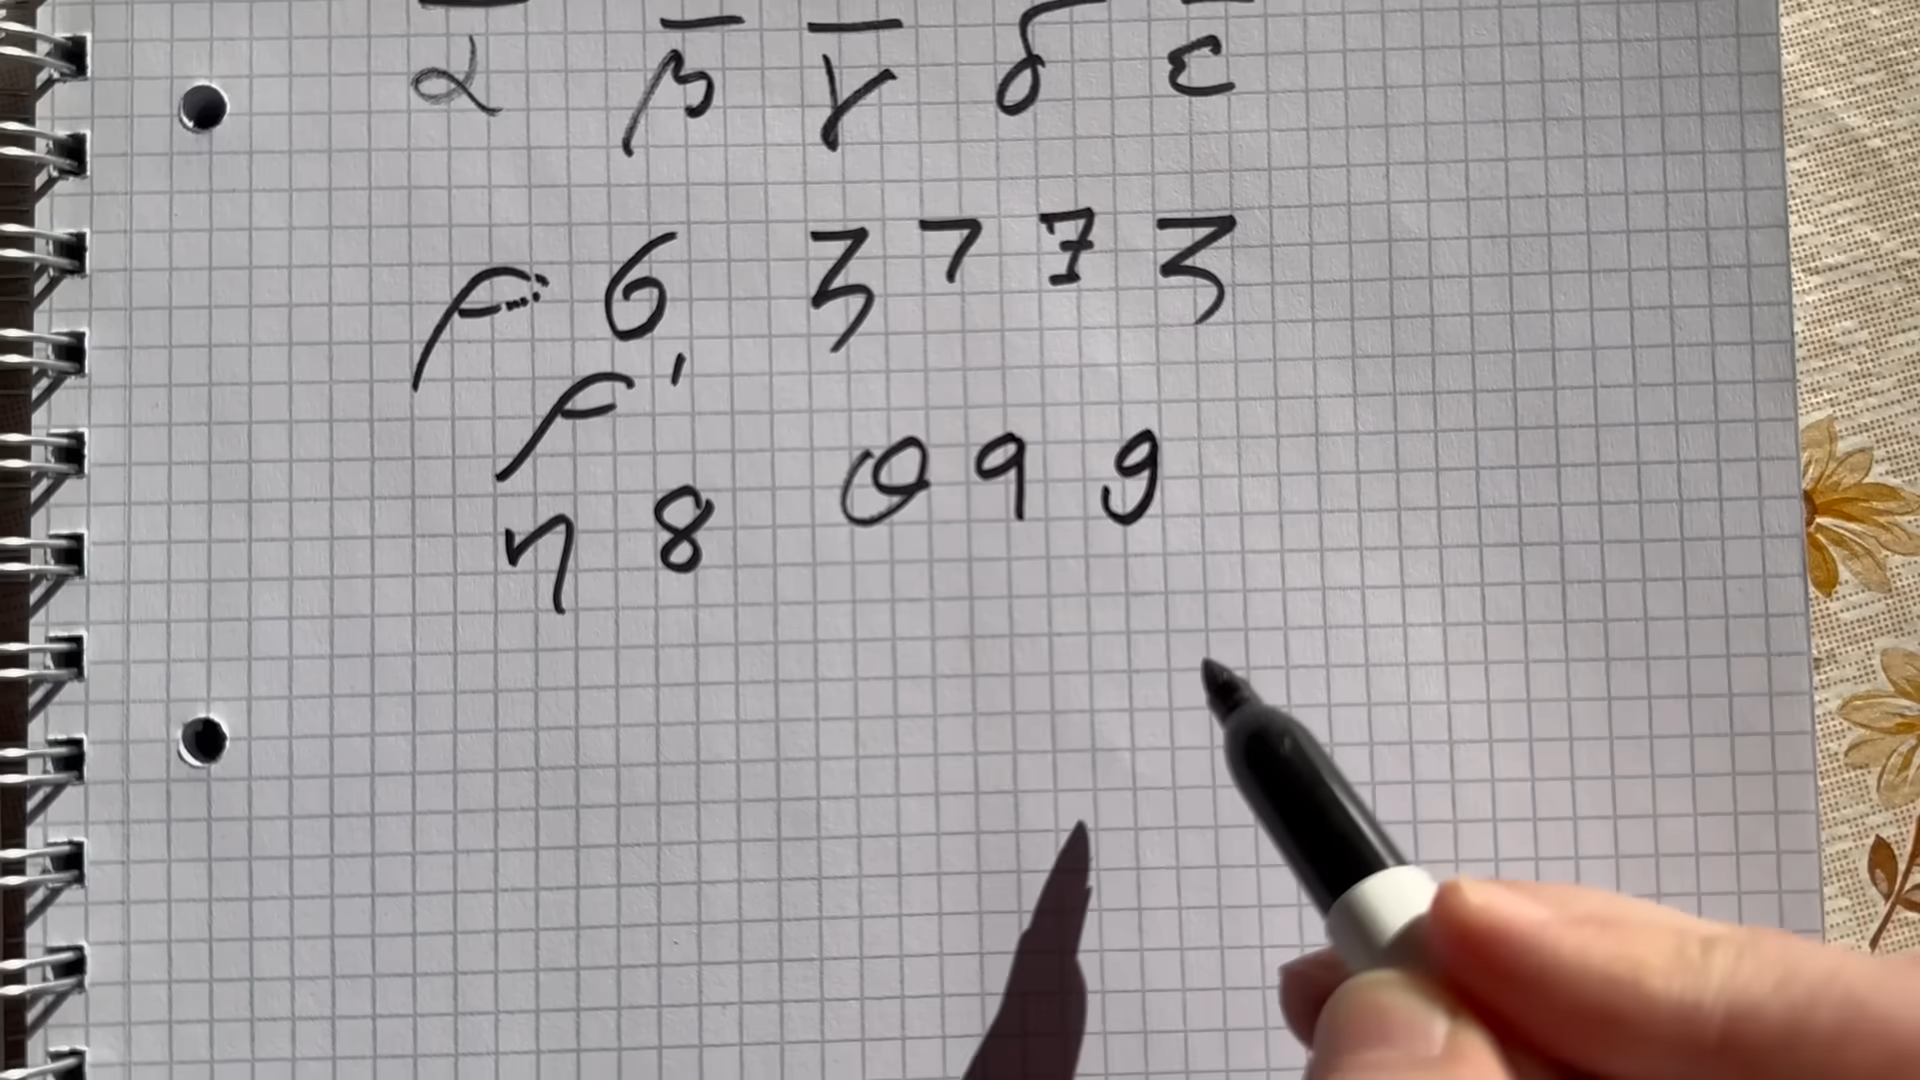 α̅ β̅ γ̅ δ̅ ε̅
ϝ 6 ζ 7 7 ζ
ϝ'
η 8 θ 9 9